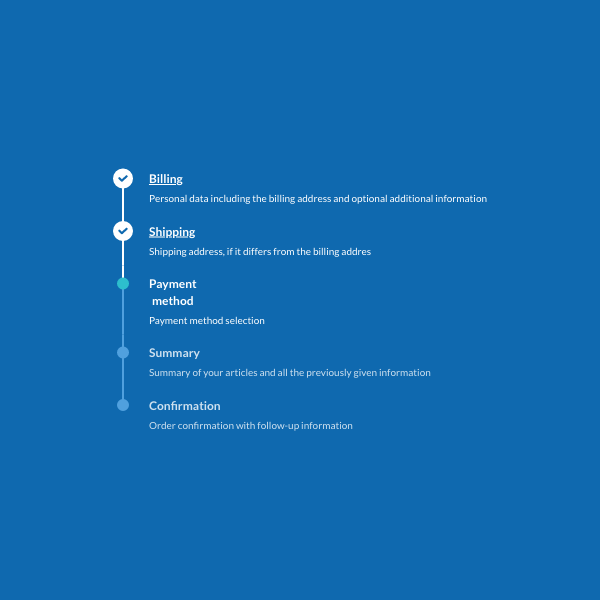 Billing
Personal data including the billing address and optional additional information
Shipping
Shipping address, if it differs from the billing addres
Payment
method
Payment method selection
Summary
Summary of your articles and all the previously given information
Confirmation
Order confirmation with follow-up information